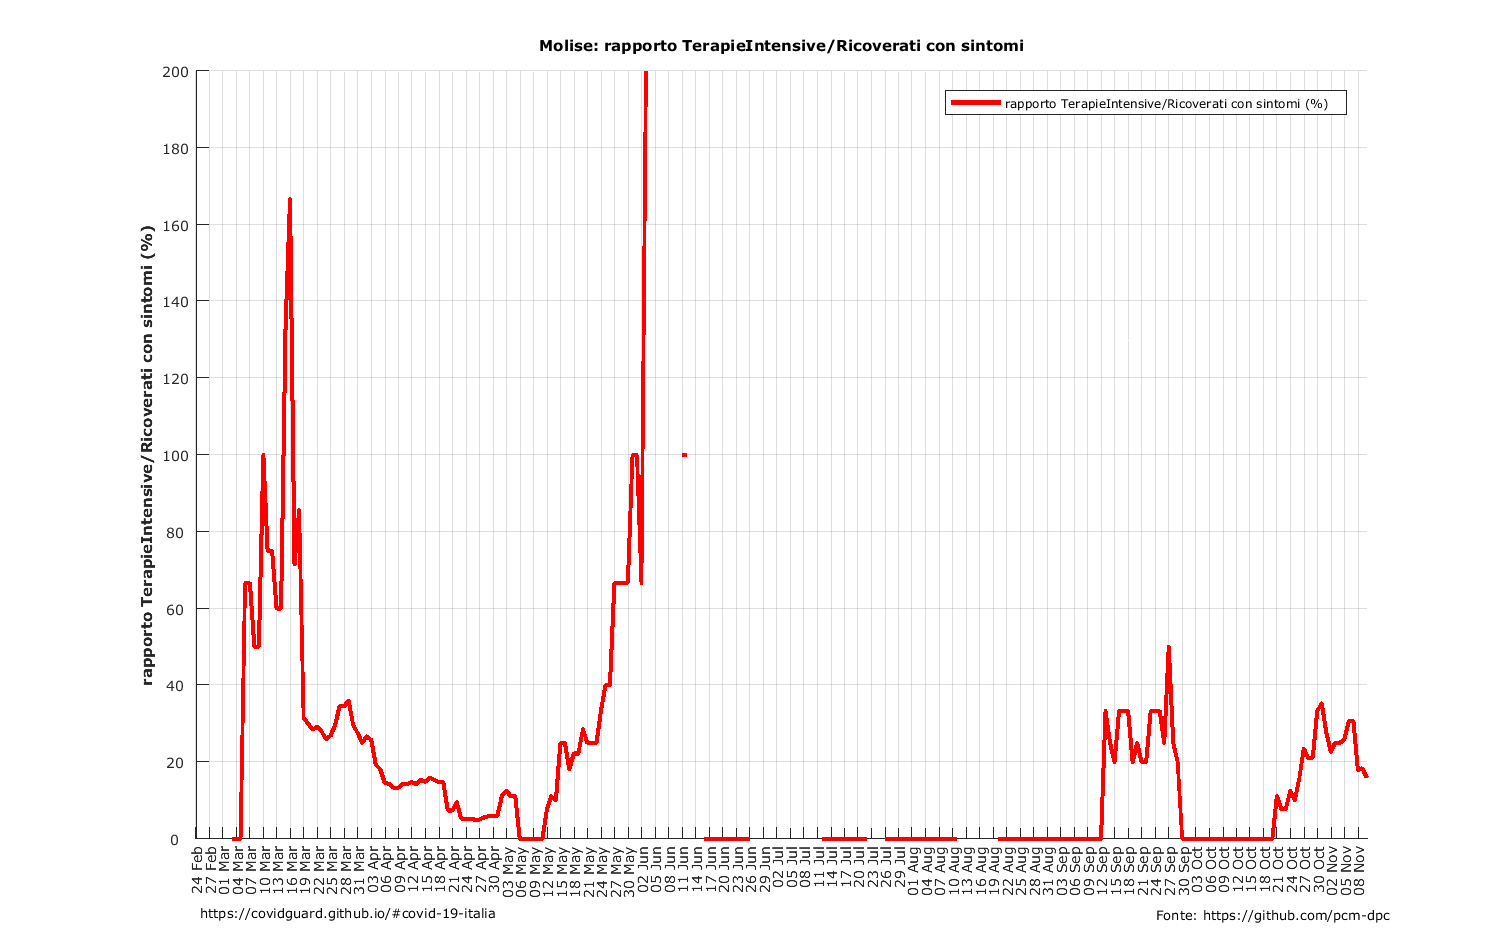 Molise: rapporto TerapieIntensive/Ricoverati con sintomi
rapporto TerapieIntensive/Ricoverati con sintomi (%)
rapporto TerapieIntensive/Ricoverati con sintomi (%)
200
180
160
140
120
100
80
60
40
20
0
24 Feb
27 Feb
01 Mar
04 Mar
07 Mar
10 Mar
13 Mar
16 Mar
19 Mar
22 Mar
25 Mar
28 Mar
31 Mar
03 Apr
06 Apr
09 Apr
12 Apr
15 Apr
18 Apr
21 Apr
24 Apr
27 Apr
30 Apr
03 May
06 May
09 May
12 May
15 May
18 May
21 May
24 May
27 May
30 May
02 Jun
05 Jun
08 Jun
11 Jun
14 Jun
17 Jun
20 Jun
23 Jun
26 Jun
29 Jun
02 Jul
05 Jul
08 Jul
11 Jul
14 Jul
17 Jul
20 Jul
23 Jul
26 Jul
29 Jul
01 Aug
04 Aug
07 Aug
10 Aug
13 Aug
16 Aug
19 Aug
22 Aug
25 Aug
28 Aug
31 Aug
03 Sep
06 Sep
09 Sep
12 Sep
15 Sep
18 Sep
21 Sep
24 Sep
27 Sep
30 Sep
03 Oct
06 Oct
09 Oct
12 Oct
15 Oct
18 Oct
21 Oct
24 Oct
27 Oct
30 Oct
02 Nov
05 Nov
08 Nov
https://covidguard.github.io/#covid-19-italia
Fonte: https://github.com/pcm-dpc